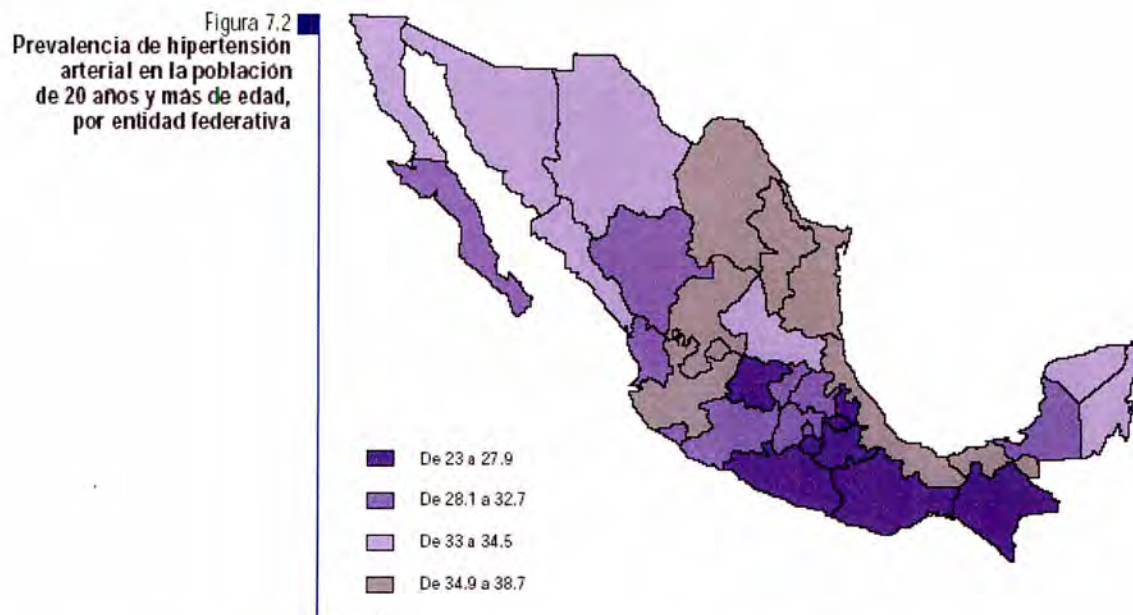 Figura 7.2
Prevalencia de hipertensión
arterial en la población
de 20 años y más de edad,
por entidad federativa
De 23 a 27.9
De 28.1 a 32.7
De 33 a 34.5
De 34.9 a 38.7